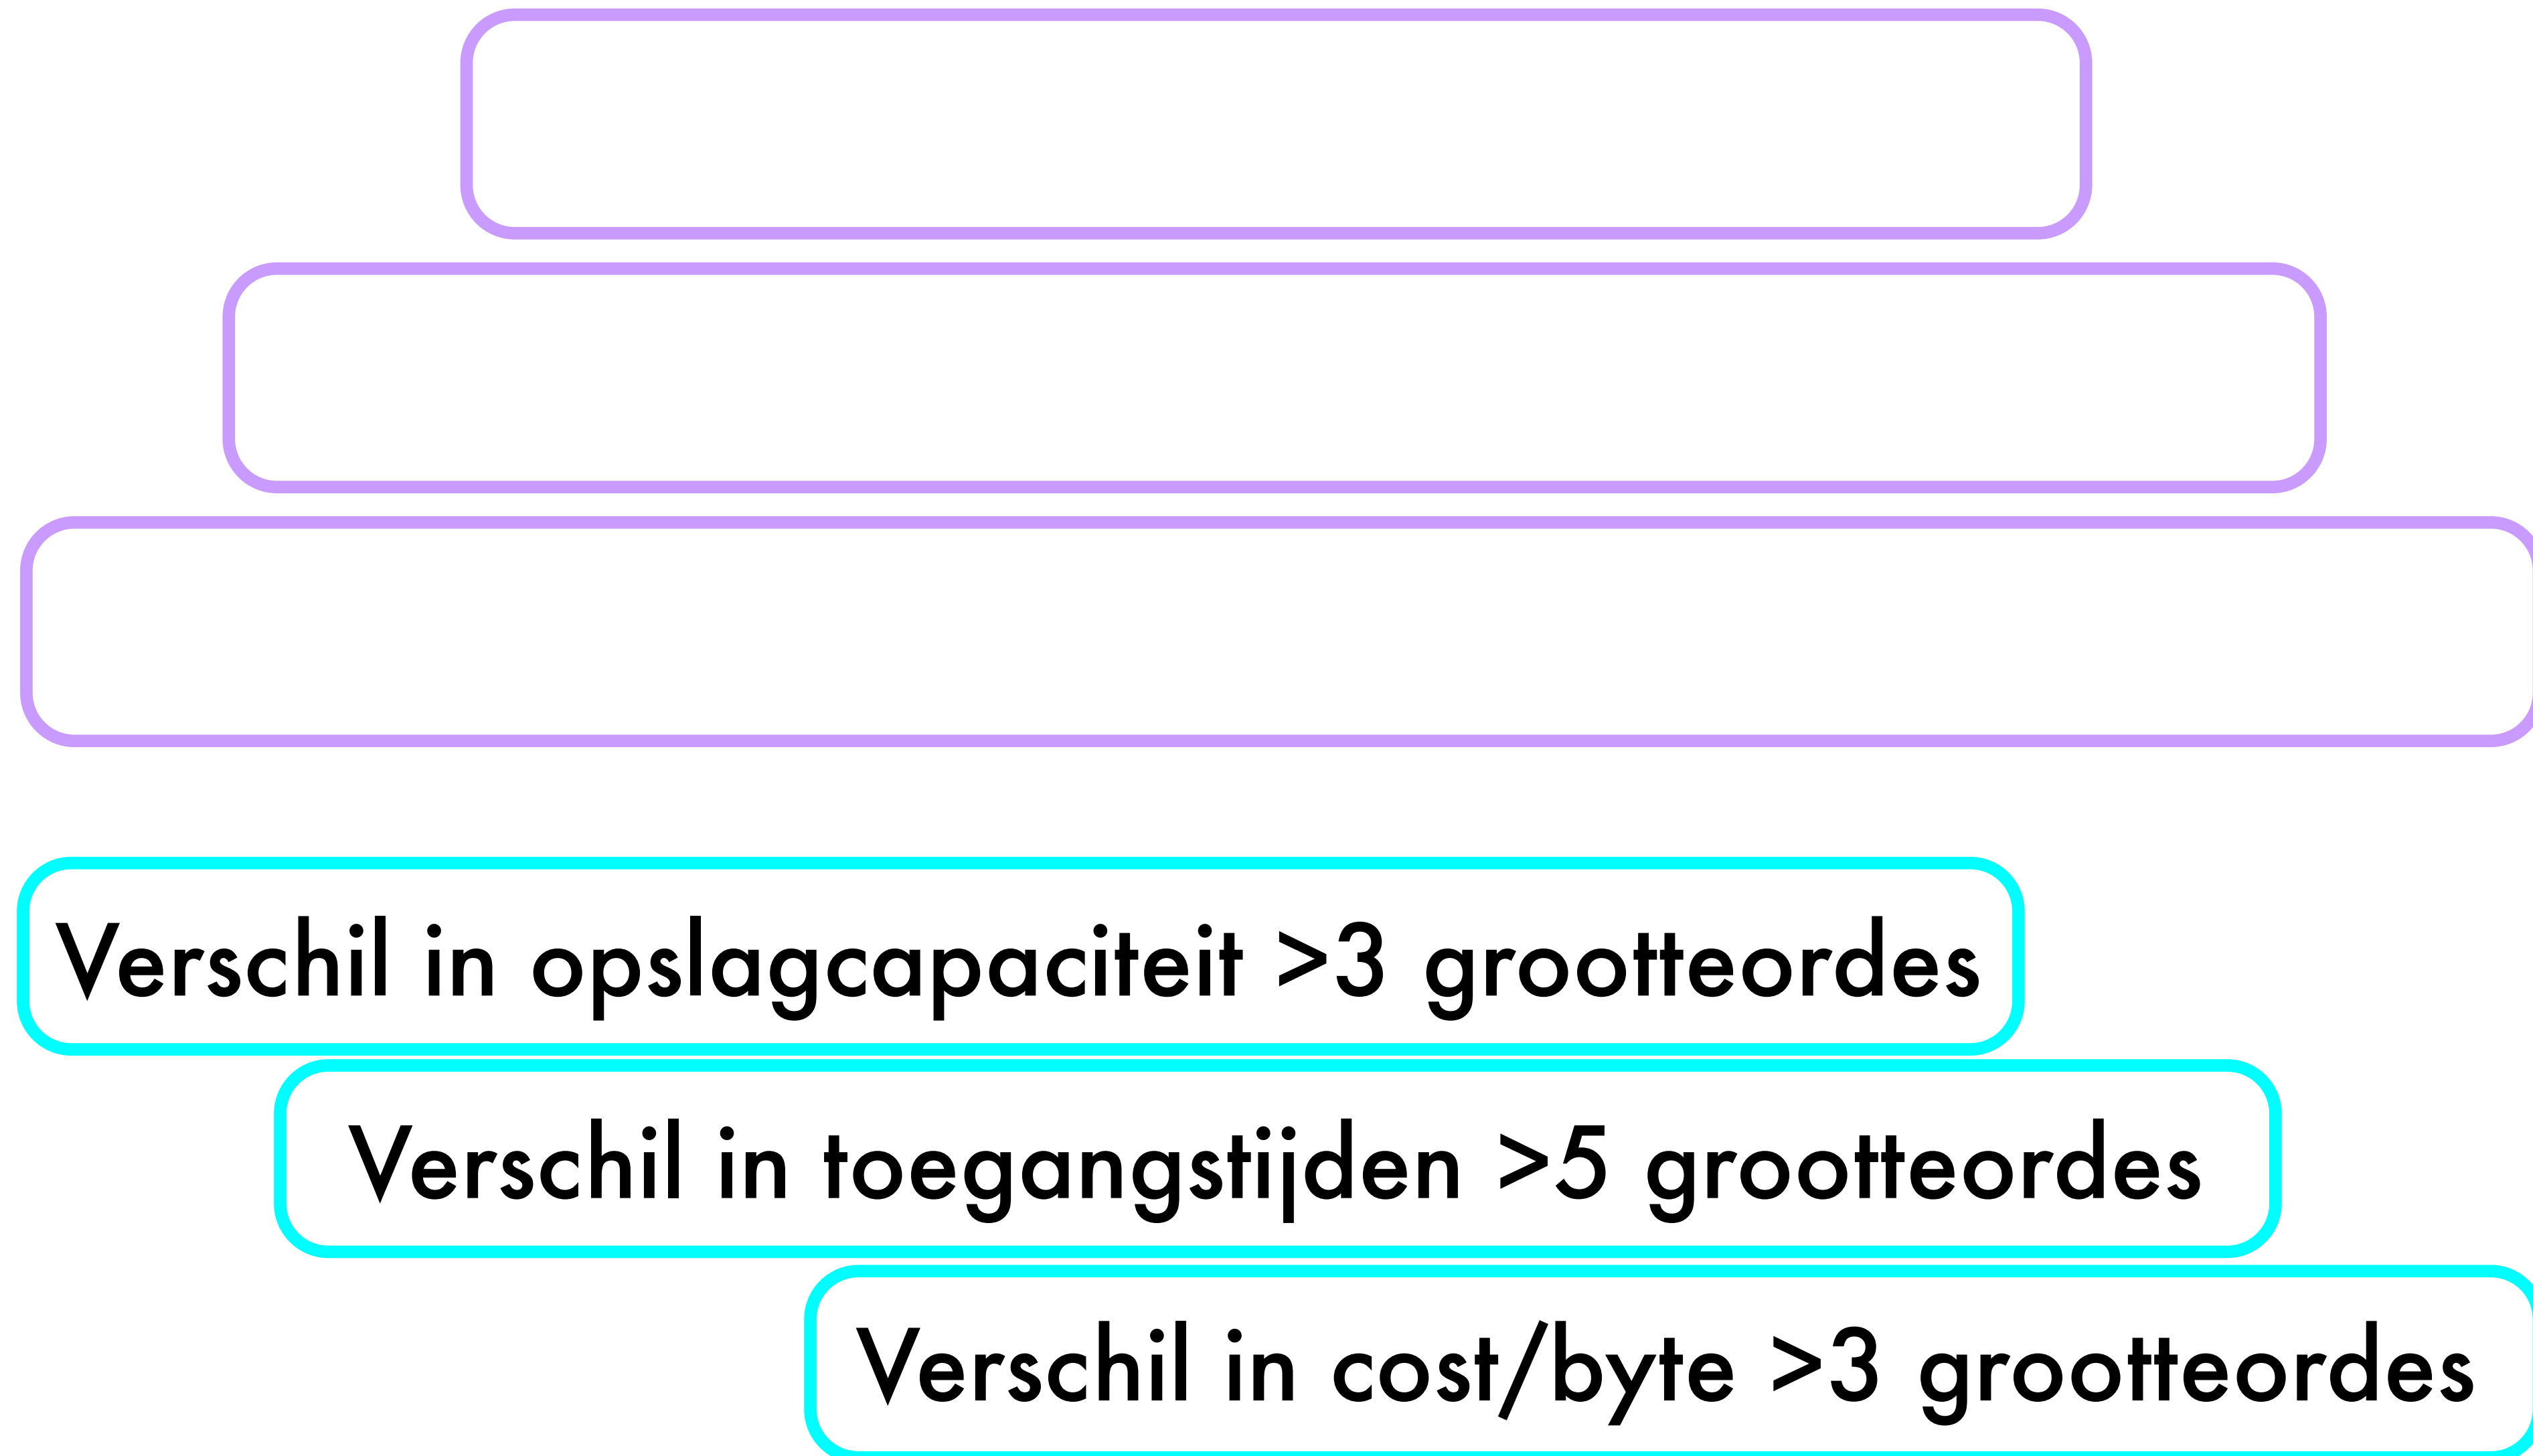 Verschil in opslagcapaciteit >3 grootteordes
Verschil in toegangstijden >5 grootteordes
Verschil in cost/byte >3 grootteordes